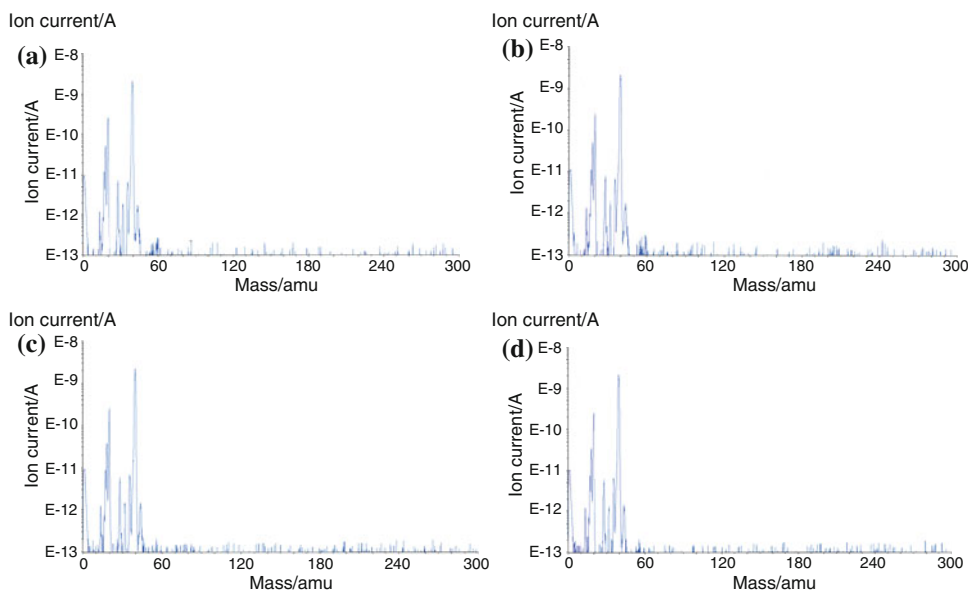 Ion current/A
(a)
E-8
E-9
E-10
E-11
E-12
E-13
Ion current/A
0 60 120 180 240 300
Mass/amu
Ion current/A
(b)
E-8
E-9
E-10
E-11
E-12
E-13
Ion current/A
0 60 120 180 240 300
Mass/amu
Ion current/A
(c)
E-8
E-9
E-10
E-11
E-12
E-13
Ion current/A
0 60 120 180 240 300
Mass/amu
Ion current/A
(d)
E-8
E-9
E-10
E-11
E-12
E-13
Ion current/A
0 60 120 180 240 300
Mass/amu